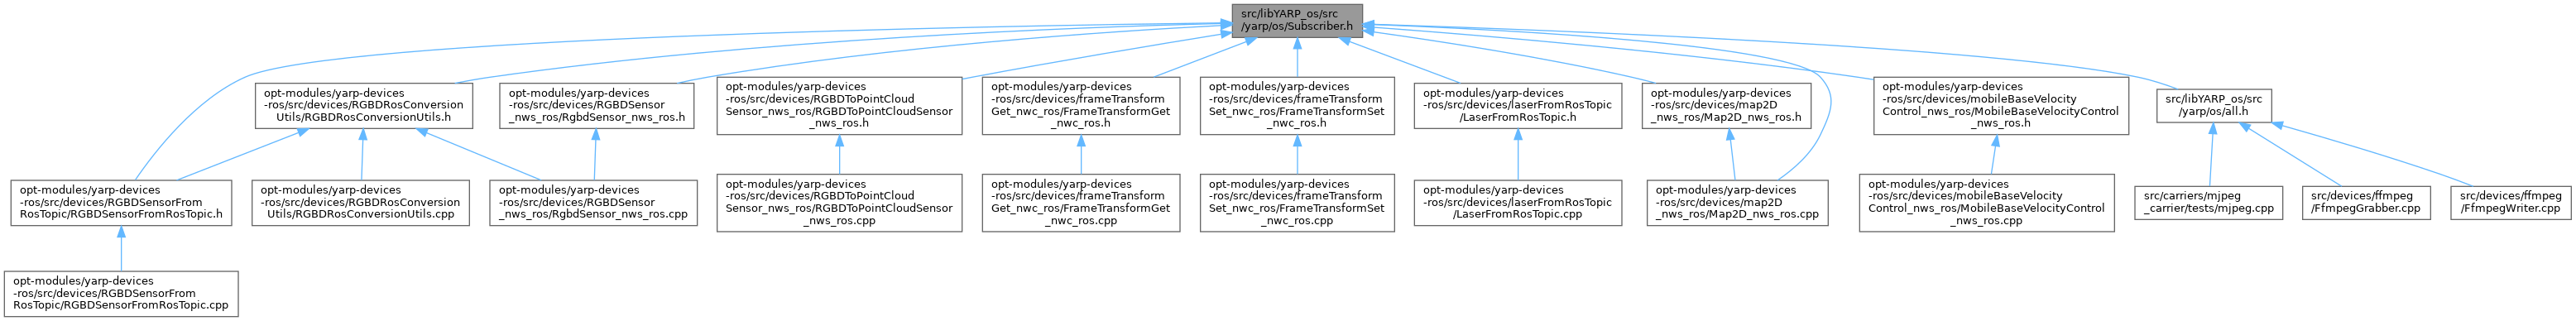 src/libYARP_os/src
/yarp/os/Subscriber.h
opt-modules/yarp-devices
-ros/src/devices/RGBDRosConversion
Utils/RGBDRosConversionUtils.h
opt-modules/yarp-devices
-ros/src/devices/RGBDSensor
_nws_ros/RgbdSensor_nws_ros.h
opt-modules/yarp-devices
-ros/src/devices/RGBDToPointCloud
Sensor_nws_ros/RGBDToPointCloudSensor
_nws_ros.h
opt-modules/yarp-devices
-ros/src/devices/frameTransform
Get_nwc_ros/FrameTransformGet
_nwc_ros.h
opt-modules/yarp-devices
-ros/src/devices/frameTransform
Set_nwc_ros/FrameTransformSet
_nwc_ros.h
opt-modules/yarp-devices
-ros/src/devices/laserFromRosTopic
/LaserFromRosTopic.h
opt-modules/yarp-devices
-ros/src/devices/map2D
_nws_ros/Map2D_nws_ros.h
opt-modules/yarp-devices
-ros/src/devices/mobileBaseVelocity
Control_nws_ros/MobileBaseVelocityControl
_nws_ros.h
src/libYARP_os/src
/yarp/os/all.h
opt-modules/yarp-devices
-ros/src/devices/RGBDSensorFrom
RosTopic/RGBDSensorFromRosTopic.h
opt-modules/yarp-devices
-ros/src/devices/RGBDRosConversion
Utils/RGBDRosConversionUtils.cpp
opt-modules/yarp-devices
-ros/src/devices/RGBDSensor
_nws_ros/RgbdSensor_nws_ros.cpp
opt-modules/yarp-devices
-ros/src/devices/RGBDToPointCloud
Sensor_nws_ros/RGBDToPointCloudSensor
_nws_ros.cpp
opt-modules/yarp-devices
-ros/src/devices/frameTransform
Get_nwc_ros/FrameTransformGet
_nwc_ros.cpp
opt-modules/yarp-devices
-ros/src/devices/frameTransform
Set_nwc_ros/FrameTransformSet
_nwc_ros.cpp
opt-modules/yarp-devices
-ros/src/devices/laserFromRosTopic
/LaserFromRosTopic.cpp
opt-modules/yarp-devices
-ros/src/devices/map2D
_nws_ros/Map2D_nws_ros.cpp
opt-modules/yarp-devices
-ros/src/devices/mobileBaseVelocity
Control_nws_ros/MobileBaseVelocityControl
_nws_ros.cpp
src/carriers/mjpeg
_carrier/tests/mjpeg.cpp
src/devices/ffmpeg
/FfmpegGrabber.cpp
src/devices/ffmpeg
/FfmpegWriter.cpp
opt-modules/yarp-devices
-ros/src/devices/RGBDSensorFrom
RosTopic/RGBDSensorFromRosTopic.cpp